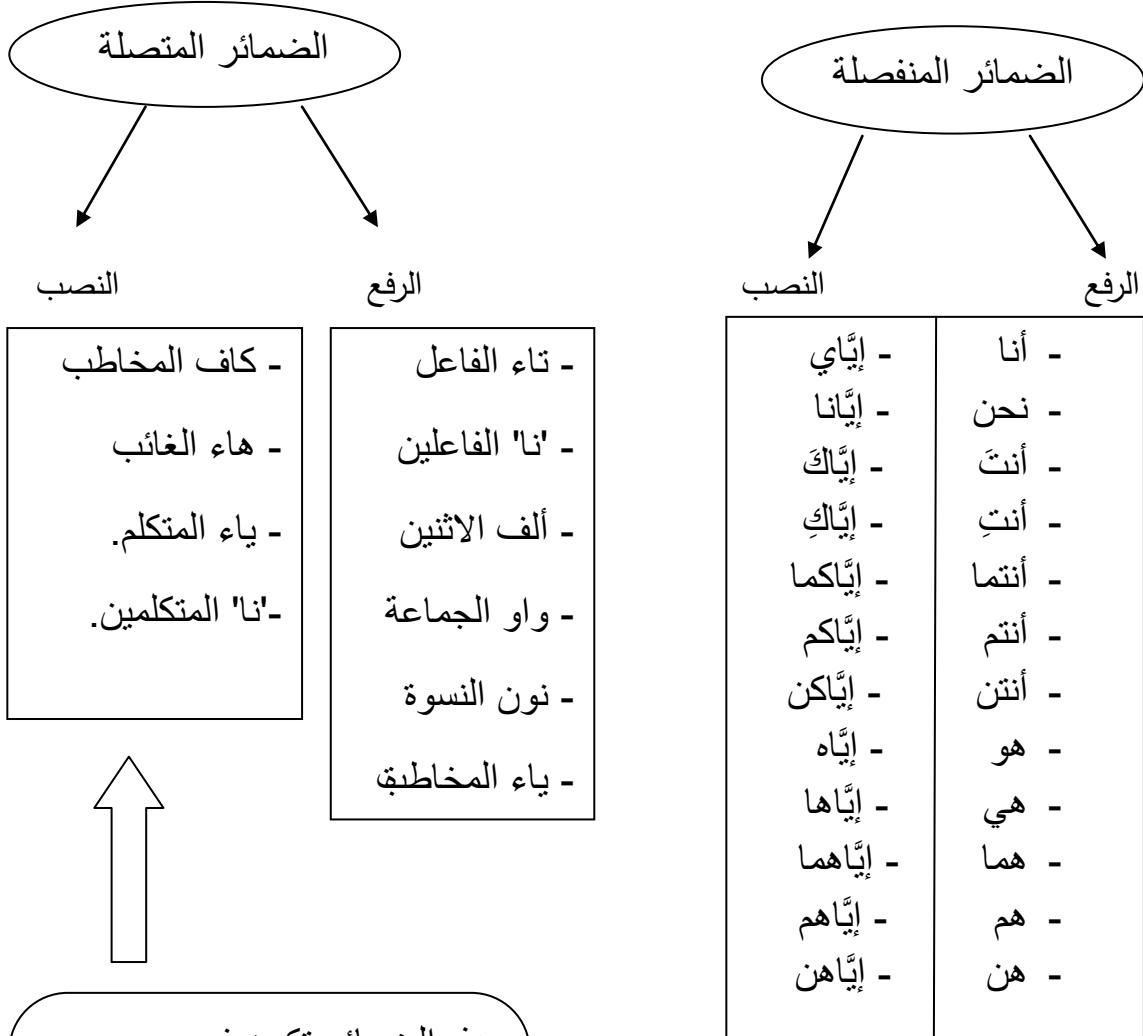 الضمائر المنفصلة
الرفع
النصب
- أنا
- نحن
- أنتَ
- أنتِ
- أنتما
- أنتم
- أنتن
- هو
- هي
- هما
- هم
- هن
- إيَّاي
- إيَّانا
- إيَّاكَ
- إيَّاكِ
- إيَّاكما
- إيَّاكم
- إيَّاكن
- إيَّاه
- إيَّاها
- إيَّاهما
- إيَّاهم
- إيَّاهن
الضمائر المتصلة
الرفع
النصب
- تاء الفاعل
- 'نا' الفاعلين
- ألف الاثنين
- واو الجماعة
- نون النسوة
- ياء المخاطبة
- كاف المخاطب
- هاء الغائب
- ياء المتكلم.
-'نا' المتكلمين.